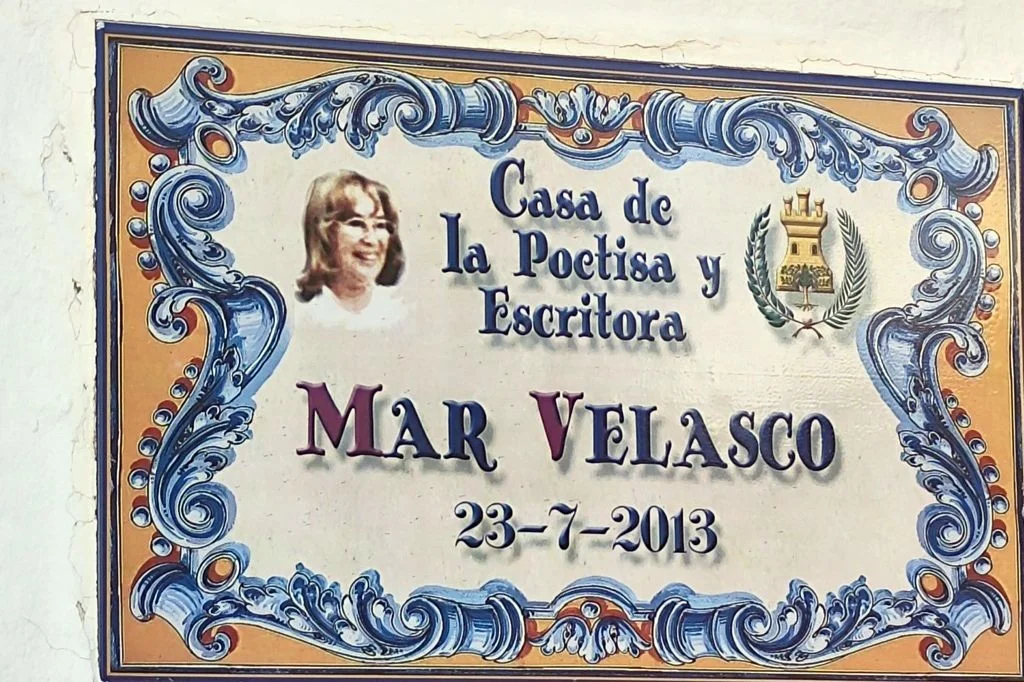 Casa de
la Poetisa y
Escritora
MAR VELASCO
23-7-2013